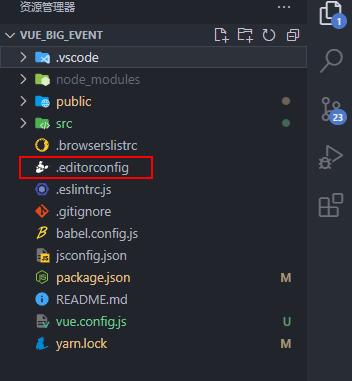 资源管理器
VUE_BIG_EVENT
.vscode
node_modules
public
src
.browserslistrc
.editorconfig
.eslintrc.js
.gitignore
babel.config.js
jsconfig.json
package.json M
README.md
vue.config.js U
yarn.lock M
1
23